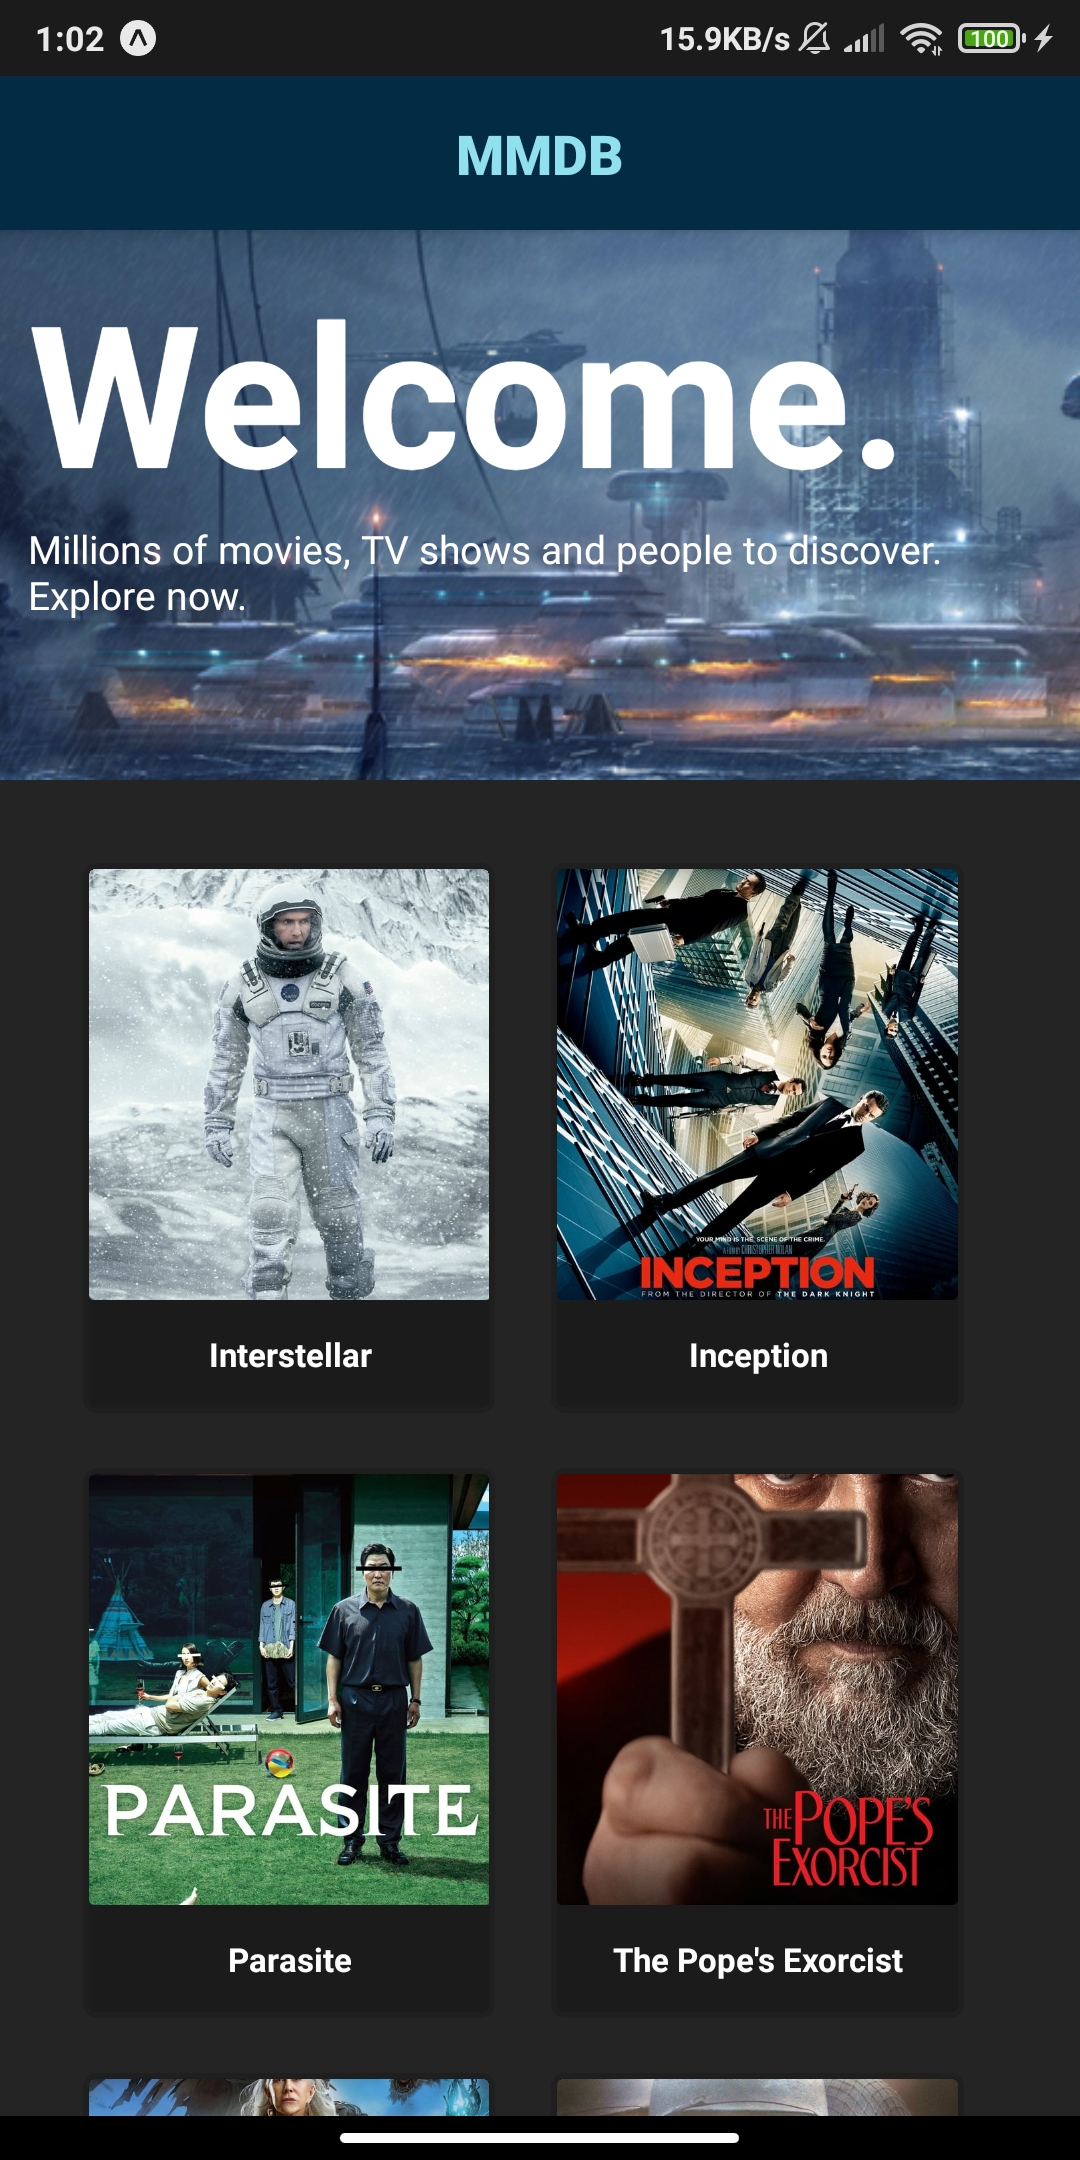 1:02 15.9KB/s 100
MMDB
Welcome.
Millions of movies, TV shows and people to discover.
Explore now.
YOUR MIND IS THE SCENE OF THE CRIME.
A FILM BY CHRISTOPHER NOLAN
INCEPTION
FROM THE DIRECTOR OF THE DARK KNIGHT
Interstellar
Inception
PARASITE
THE POPE'S
EXORCIST
Parasite
The Pope's Exorcist